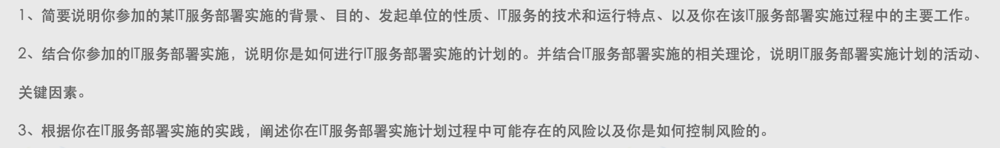 1、简要说明你参加的某IT服务部署实施的背景、目的、发起单位的性质、IT服务的技术和运行特点、以及你在该IT服务部署实施过程中的主要工作。
2、结合你参加的IT服务部署实施，说明你是如何进行IT服务部署实施的计划的。并结合IT服务部署实施的相关理论，说明IT服务部署实施计划的活动、
关键因素。
3、根据你在IT服务部署实施的实践，阐述你在IT服务部署实施计划过程中可能存在的风险以及你是如何控制风险的。